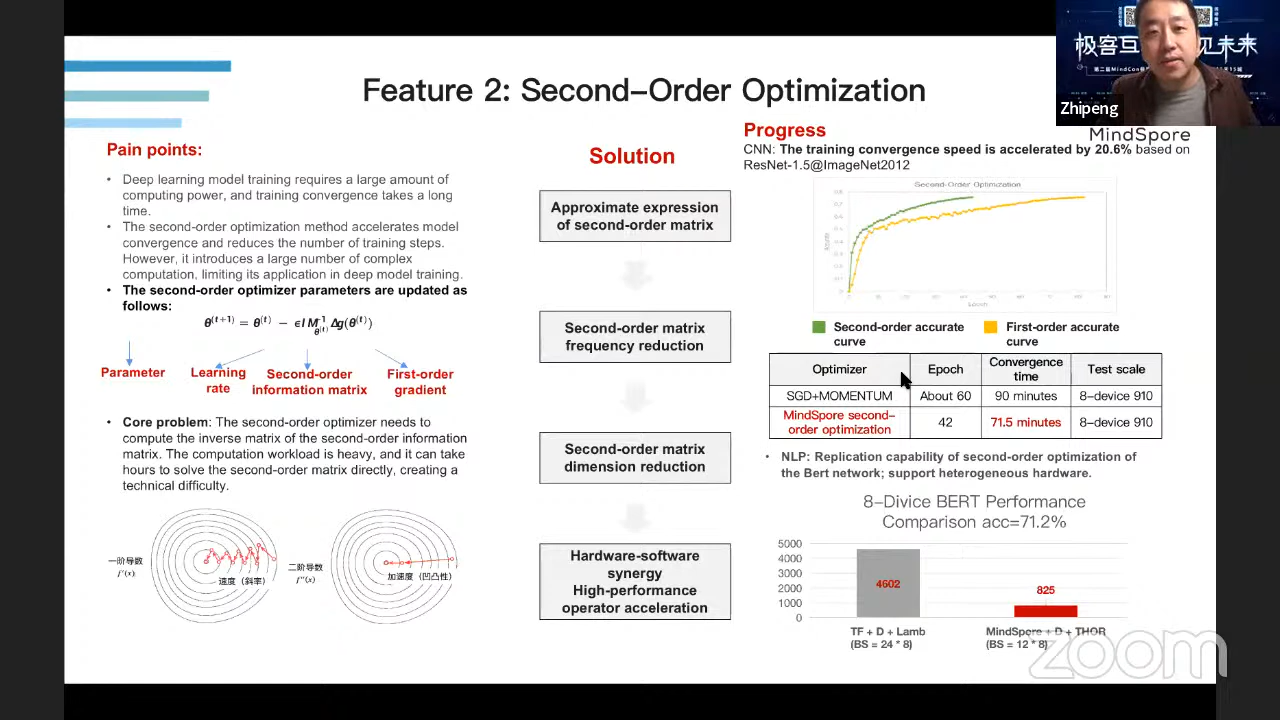 Feature 2: Second-Order Optimization
极客互
见未来
Zhipeng
MindSpore
Pain points:
• Deep learning model training requires a large amount of
computing power, and training convergence takes a long
time.
• The second-order optimization method accelerates model
convergence and reduces the number of training steps.
However, it introduces a large number of complex
computation, limiting its application in deep model training.
• The second-order optimizer parameters are updated as
follows:
θ^(t+1) = θ^(t) − ϵI M^-1_θ^(t) Δg(θ^(t))
Parameter
Learning
rate
Second-order
information matrix
First-order
gradient
• Core problem: The second-order optimizer needs to
compute the inverse matrix of the second-order information
matrix. The computation workload is heavy, and it can take
hours to solve the second-order matrix directly, creating a
technical difficulty.
一阶导数
f'(x)
速度（斜率）
二阶导数
f''(x)
加速度（凹凸性）
Solution
Approximate expression
of second-order matrix
Second-order matrix
frequency reduction
Second-order matrix
dimension reduction
Hardware-software
synergy
High-performance
operator acceleration
Progress
CNN: The training convergence speed is accelerated by 20.6% based on
ResNet-1.5@ImageNet2012
Second-Order Optimization
Epoch
Second-order accurate
curve
First-order accurate
curve
Optimizer Epoch Convergence
time Test scale
SGD+MOMENTUM About 60 90 minutes 8-device 910
MindSpore second-
order optimization 42 71.5 minutes 8-device 910
• NLP: Replication capability of second-order optimization of
the Bert network; support heterogeneous hardware.
8-Divice BERT Performance
Comparison acc=71.2%
5000
4000
3000
2000
1000
0
4602
825
TF + D + Lamb
(BS = 24 * 8)
MindSpore + D + THOR
(BS = 12 * 8)
zoom